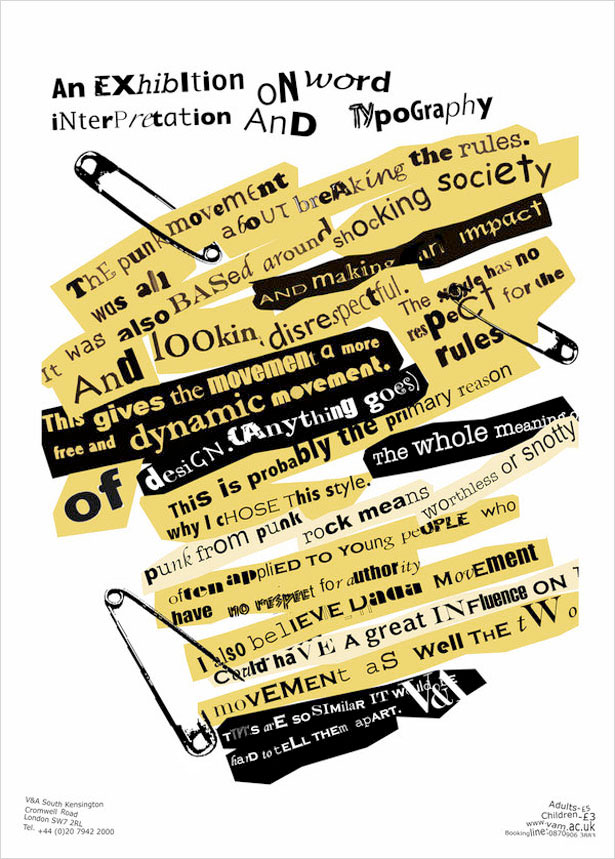 An EXhibItion ON word
iNterPretation AnD TypoGraphy
ThE punk movemEnt
abOUT breAking the rules.
was all
also BASed around shOcking sociEty
AND making an impact
It was
And lookin disrespectful.
The has no
respeCT for the
rules
This gives the movement a more
free and dynamic movement.
of desiGN.(Anything goes)
This is probably the primary reason
why I cHOSE This style.
The whole meaning
punk from punk rock means worthless or snotty
often applIED TO YOung peOPLE who
have no respect for authority
I also belIEVE Dada MovEment
Could haVE A great INFluence ON
moVEMEnt aS Well THE tWo
arE so SIMilar IT woulD BE
haRD to tELL THEm apART.
V&A
V&A South Kensington
Cromwell Road
London SW7 2RL
Tel. +44 (0)20 7942 2000
Adults-£5
Children-£3
www.vam.ac.uk
Bookingline:-0870906 3883